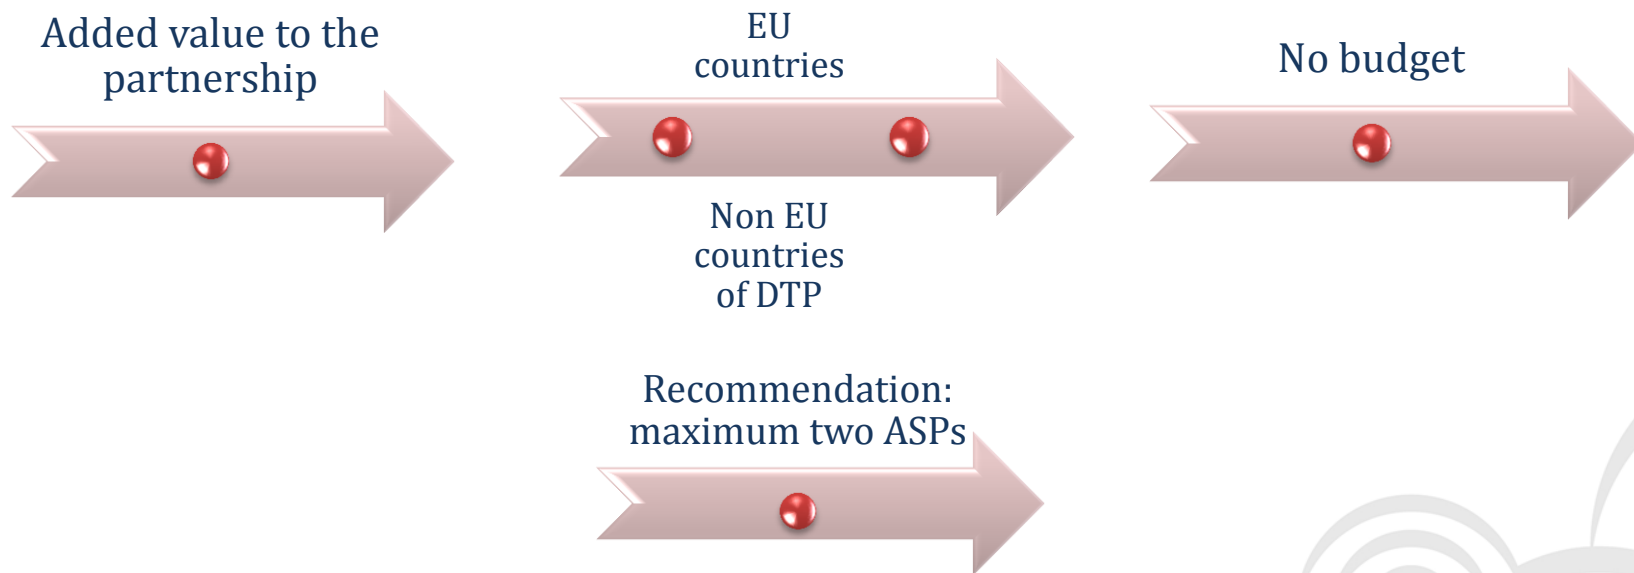 Added value to the
partnership
EU
countries
Non EU
countries
of DTP
No budget
Recommendation:
maximum two ASPs